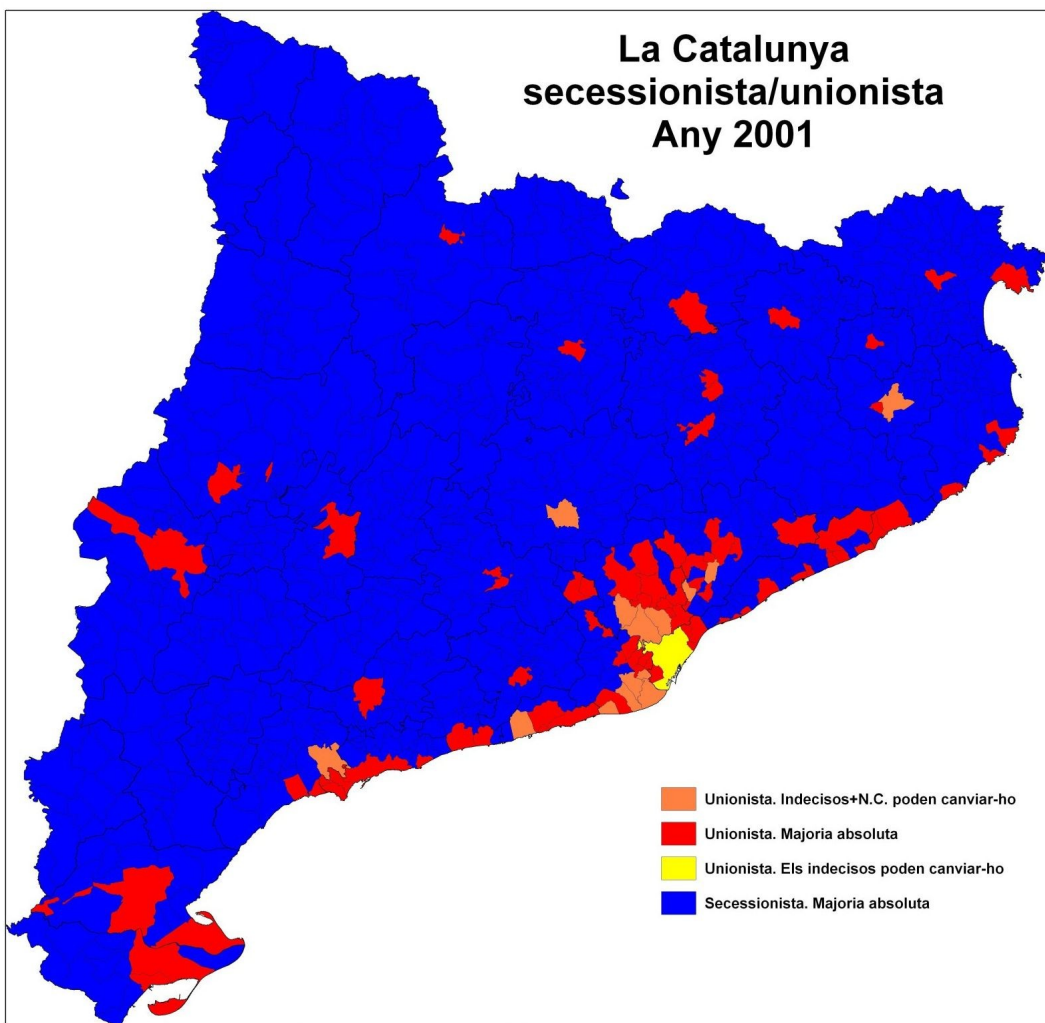 La Catalunya
secessionista/unionista
Any 2001
Unionista. Indecisos+N.C. poden canviar-ho
Unionista. Majoria absoluta
Unionista. Els indecisos poden canviar-ho
Secessionista. Majoria absoluta